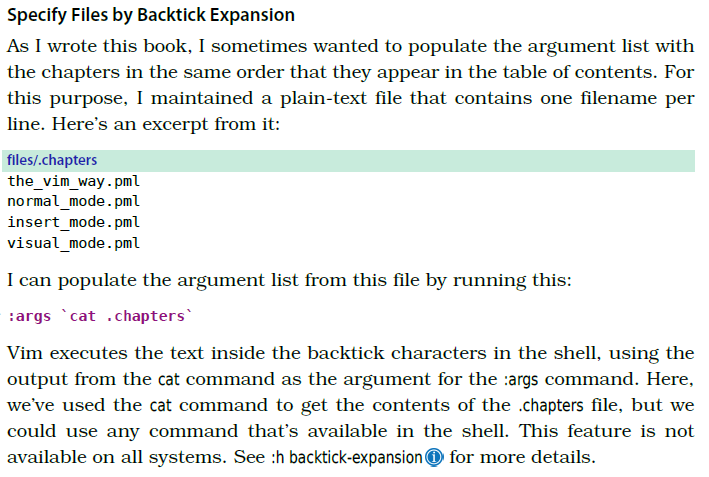 Specify Files by Backtick Expansion
As I wrote this book, I sometimes wanted to populate the argument list with
the chapters in the same order that they appear in the table of contents. For
this purpose, I maintained a plain-text file that contains one filename per
line. Here’s an excerpt from it:
files/.chapters
the_vim_way.pml
normal_mode.pml
insert_mode.pml
visual_mode.pml
I can populate the argument list from this file by running this:
:args `cat .chapters`
Vim executes the text inside the backtick characters in the shell, using the
output from the cat command as the argument for the :args command. Here,
we’ve used the cat command to get the contents of the .chapters file, but we
could use any command that’s available in the shell. This feature is not
available on all systems. See :h backtick-expansion i for more details.